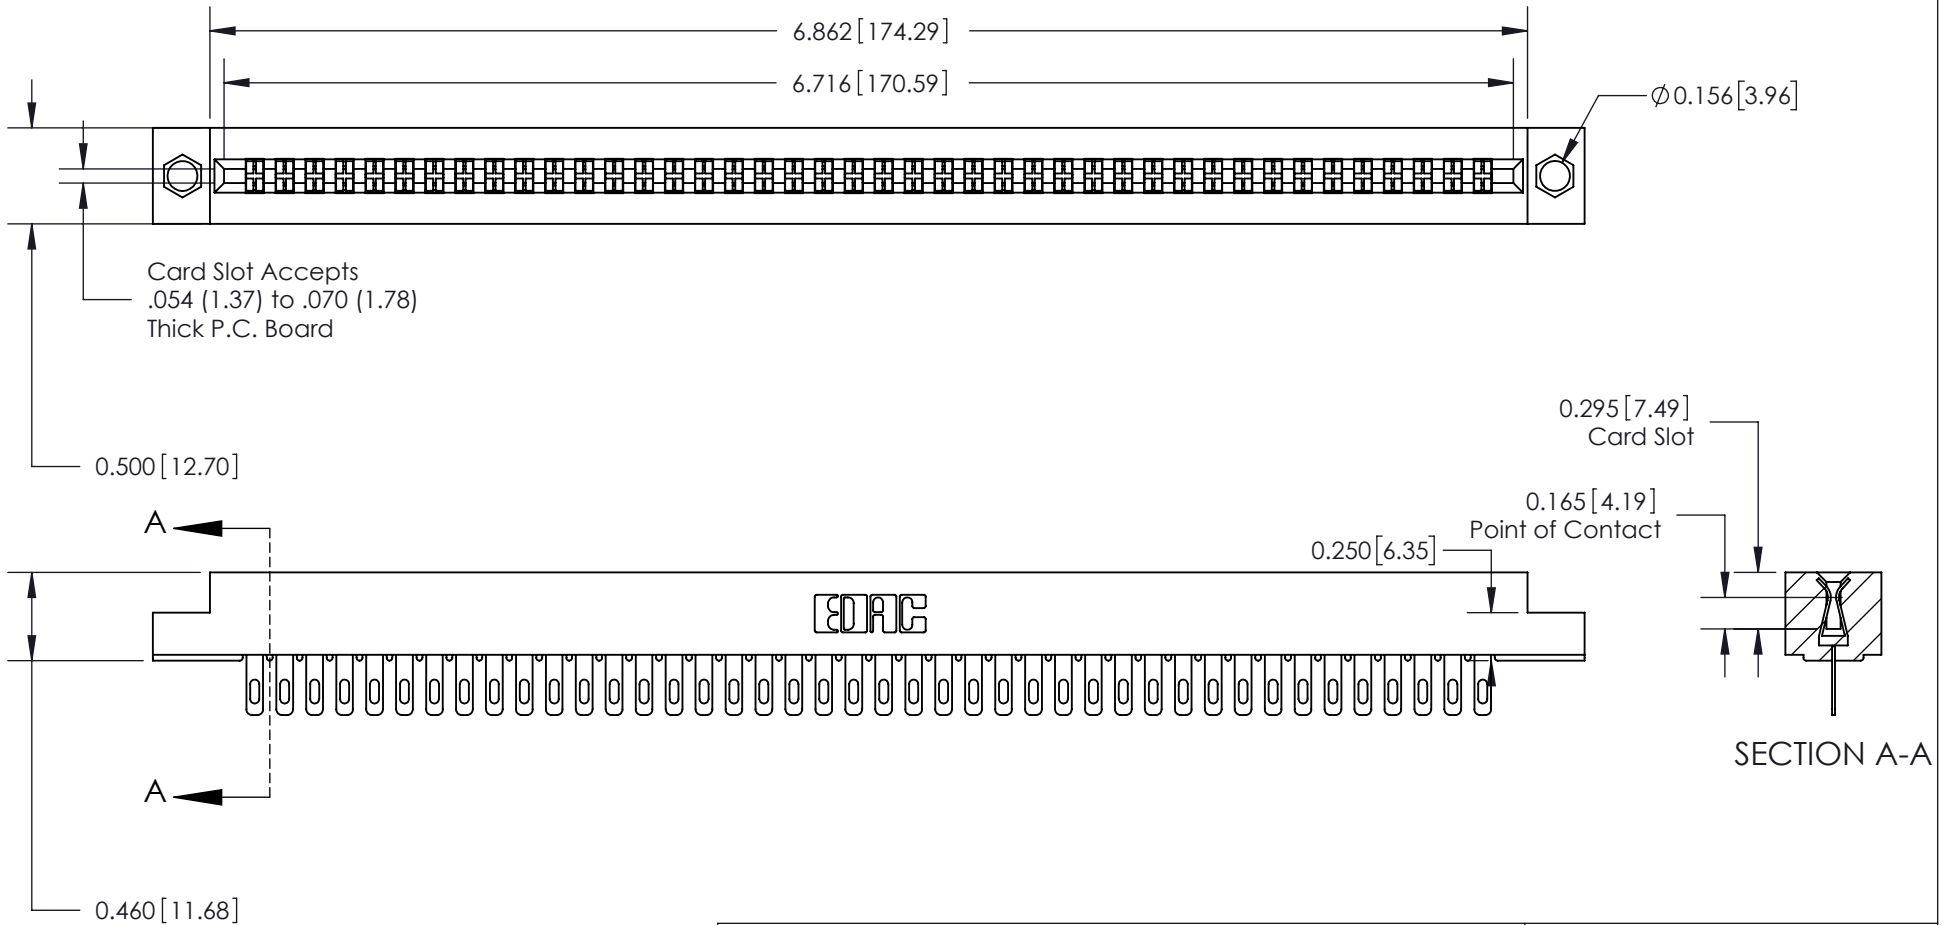 6.862[174.29]
6.716[170.59]
Ø0.156[3.96]
Card Slot Accepts
.054 (1.37) to .070 (1.78)
Thick P.C. Board
0.295[7.49]
Card Slot
0.500[12.70]
0.165[4.19]
Point of Contact
A
0.250[6.35]
EDAC
SECTION A-A
A
0.460[11.68]